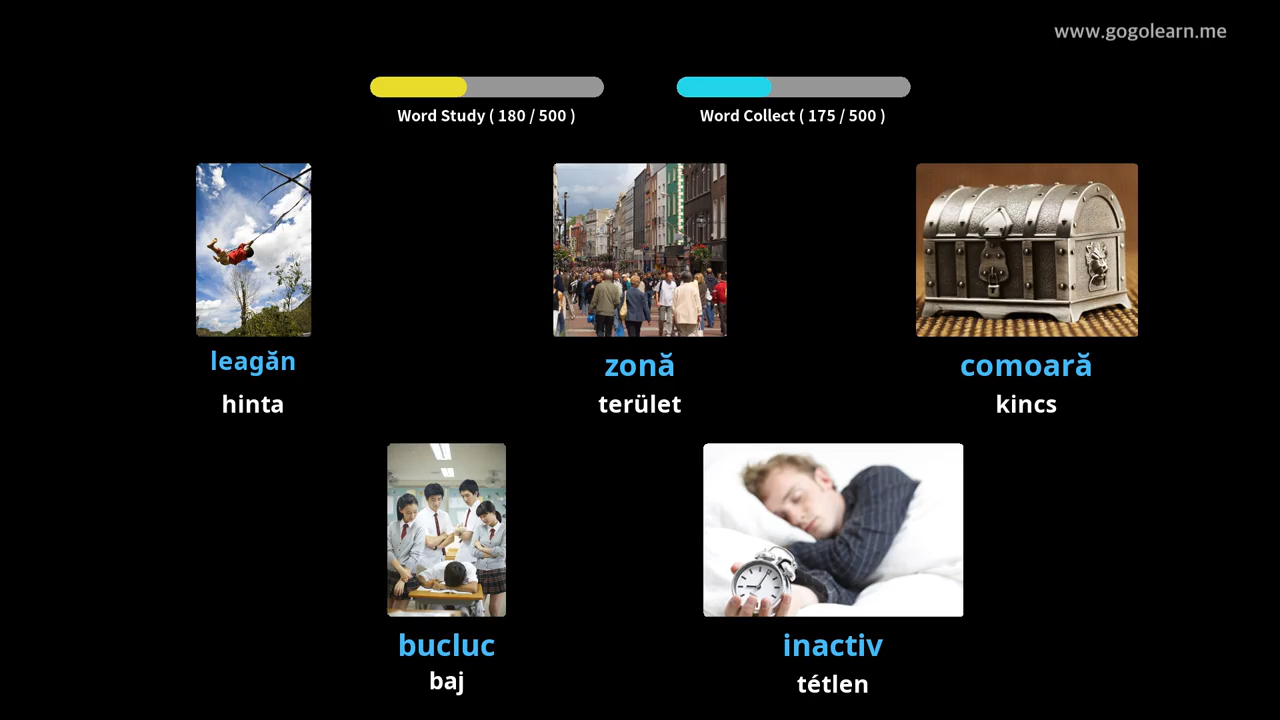 www.gogolearn.me
Word Study ( 180 / 500 )
Word Collect ( 175 / 500 )
leagăn
zonă
comoară
hinta
terület
kincs
bucluc
inactiv
baj
tétlen